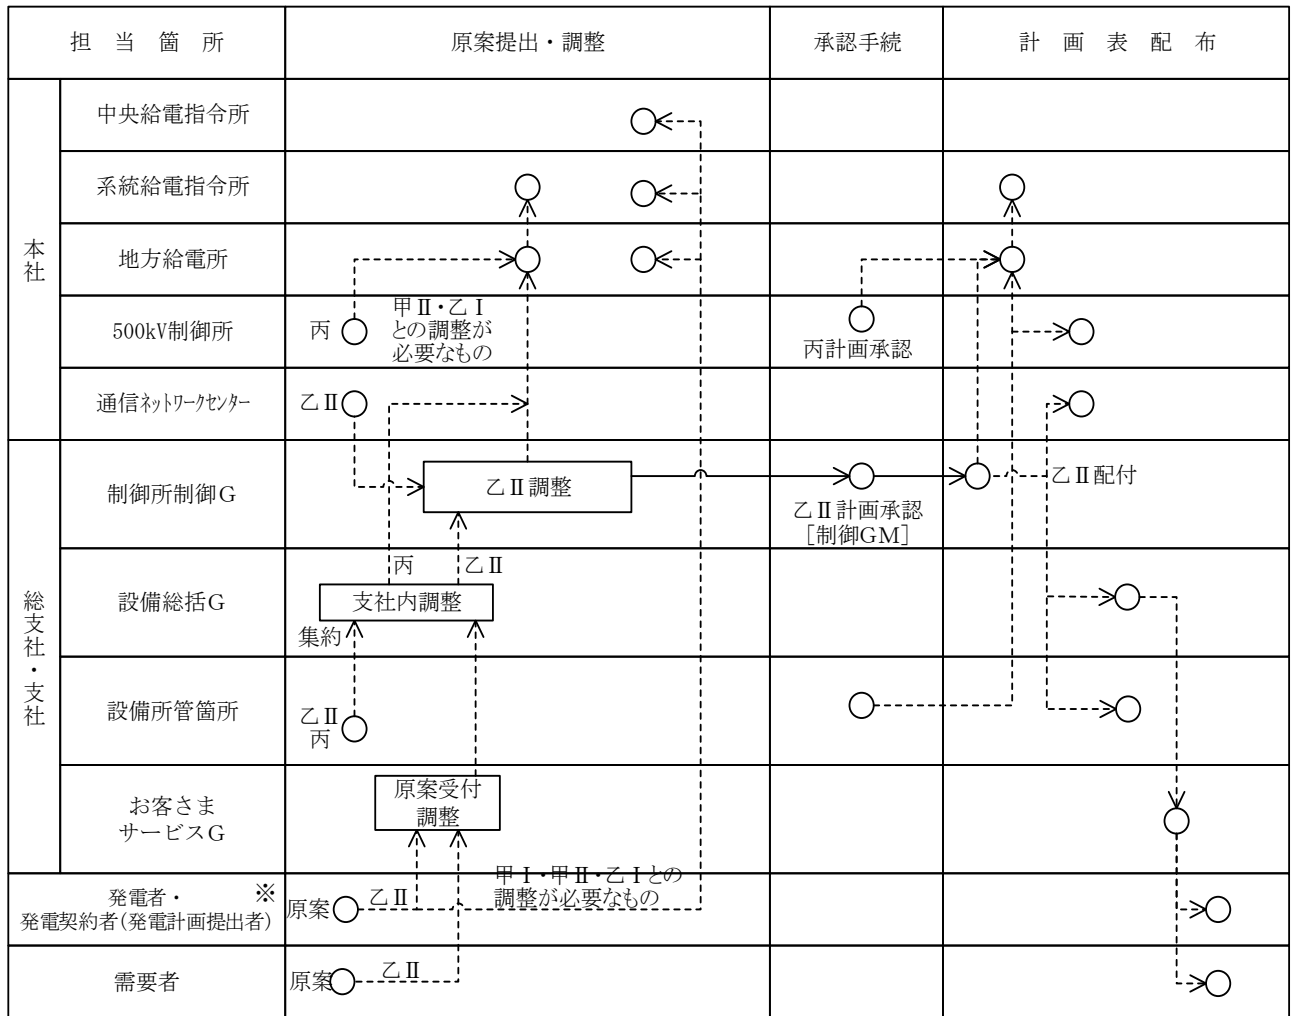 担 当 箇 所
原案提出・調整
承認手続
計 画 表 配 布
本社
中央給電指令所
系統給電指令所
地方給電所
500kV制御所
丙
甲Ⅱ・乙Ⅰ
との調整が
必要なもの
丙計画承認
通信ネットワークセンター
乙Ⅱ
総支社・支社
制御所制御G
乙Ⅱ調整
乙Ⅱ計画承認
[制御GM]
乙Ⅱ配付
丙
乙Ⅱ
設備総括G
支社内調整
集約
設備所管箇所
乙Ⅱ
丙
お客さま
サービスG
原案受付
調整
発電者・ ※
発電契約者(発電計画提出者)
原案
乙Ⅱ
甲Ⅰ・甲Ⅱ・乙Ⅰとの
調整が必要なもの
需要者
原案
乙Ⅱ